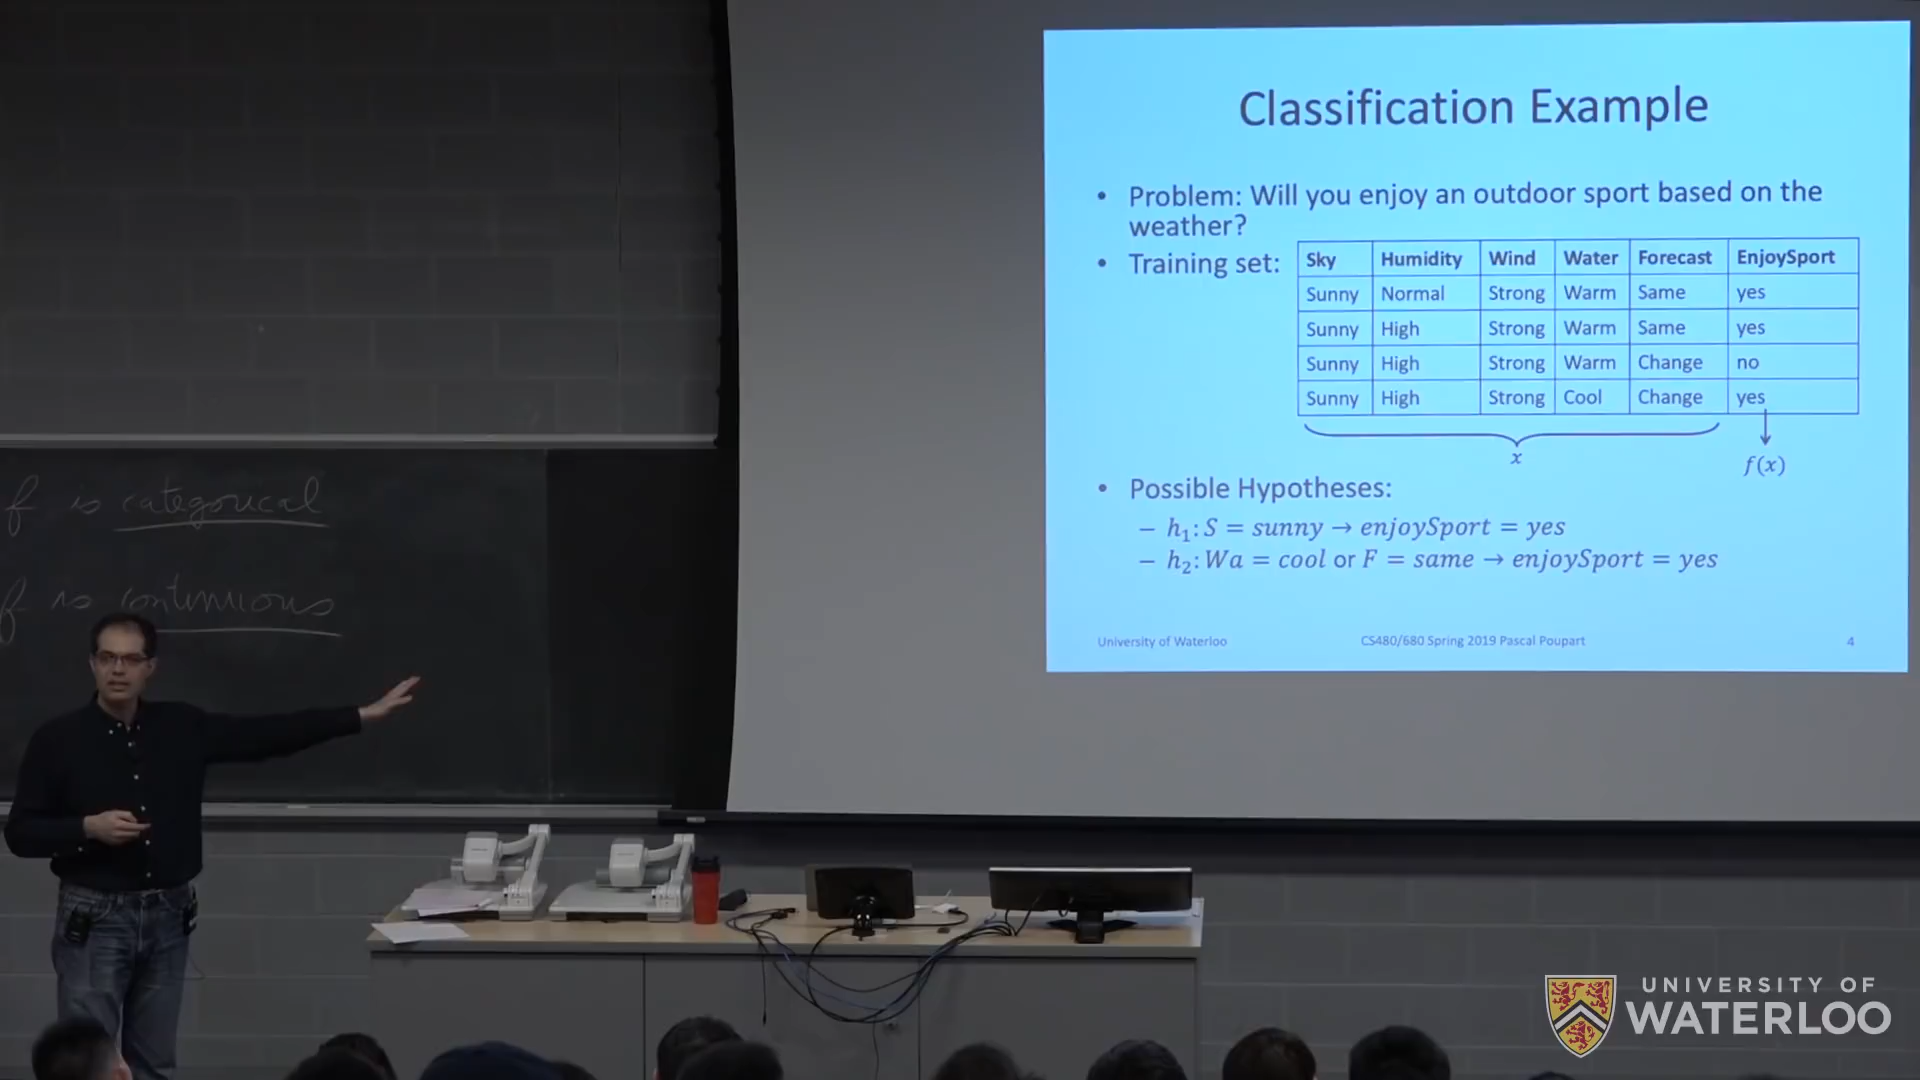 Classification Example
• Problem: Will you enjoy an outdoor sport based on the
weather?
• Training set:
Sky Humidity Wind Water Forecast EnjoySport
Sunny Normal Strong Warm Same yes
Sunny High Strong Warm Same yes
Sunny High Strong Warm Change no
Sunny High Strong Cool Change yes
x
f(x)
• Possible Hypotheses:
– h₁: S = sunny → enjoySport = yes
– h₂: Wa = cool or F = same → enjoySport = yes
University of Waterloo CS480/680 Spring 2019 Pascal Poupart 4
f is categorical
f is continuous
UNIVERSITY OF
WATERLOO